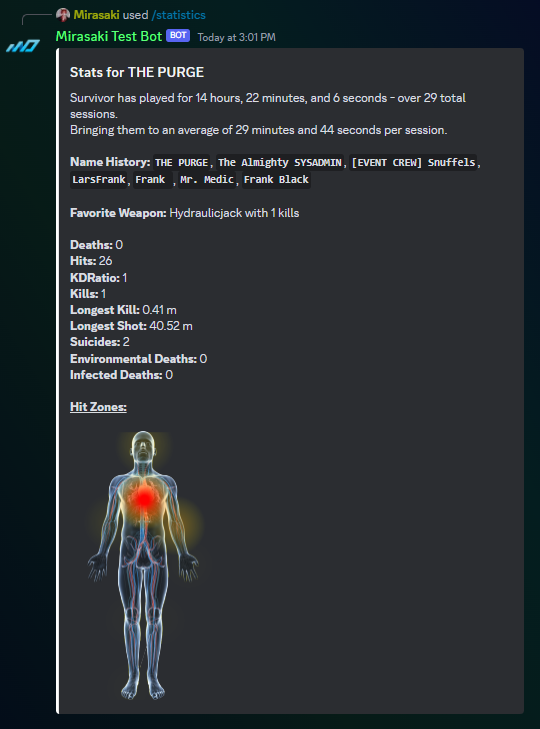 Mirasaki used /statistics
Mirasaki Test Bot BOT Today at 3:01 PM
Stats for THE PURGE
Survivor has played for 14 hours, 22 minutes, and 6 seconds - over 29 total
sessions.
Bringing them to an average of 29 minutes and 44 seconds per session.
Name History: THE PURGE, The Almighty SYSADMIN, [EVENT CREW] Snuffels,
LarsFrank, Frank , Mr. Medic, Frank Black
Favorite Weapon: Hydraulicjack with 1 kills
Deaths: 0
Hits: 26
KDRatio: 1
Kills: 1
Longest Kill: 0.41 m
Longest Shot: 40.52 m
Suicides: 2
Environmental Deaths: 0
Infected Deaths: 0
Hit Zones: